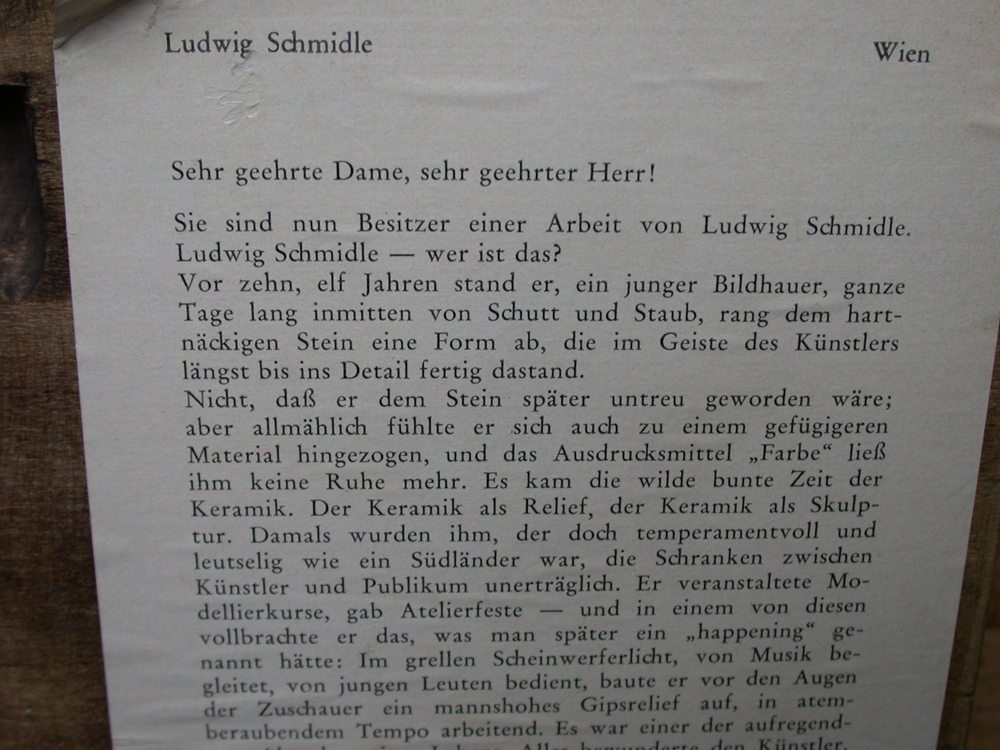 Ludwig Schmidle
Wien
Sehr geehrte Dame, sehr geehrter Herr!
Sie sind nun Besitzer einer Arbeit von Ludwig Schmidle.
Ludwig Schmidle — wer ist das?
Vor zehn, elf Jahren stand er, ein junger Bildhauer, ganze
Tage lang inmitten von Schutt und Staub, rang dem hart-
näckigen Stein eine Form ab, die im Geiste des Künstlers
längst bis ins Detail fertig dastand.
Nicht, daß er dem Stein später untreu geworden wäre;
aber allmählich fühlte er sich auch zu einem gefügigeren
Material hingezogen, und das Ausdrucksmittel „Farbe“ ließ
ihm keine Ruhe mehr. Es kam die wilde bunte Zeit der
Keramik. Der Keramik als Relief, der Keramik als Skulp-
tur. Damals wurden ihm, der doch temperamentvoll und
leutselig wie ein Südländer war, die Schranken zwischen
Künstler und Publikum unerträglich. Er veranstaltete Mo-
dellierkurse, gab Atelierfeste — und in einem von diesen
vollbrachte er das, was man später ein „happening“ ge-
nannt hätte: Im grellen Scheinwerferlicht, von Musik be-
gleitet, von jungen Leuten bedient, baute er vor den Augen
der Zuschauer ein mannshohes Gipsrelief auf, in atem-
beraubendem Tempo arbeitend. Es war einer der aufregend-
Alles bewunderte den Künstler,